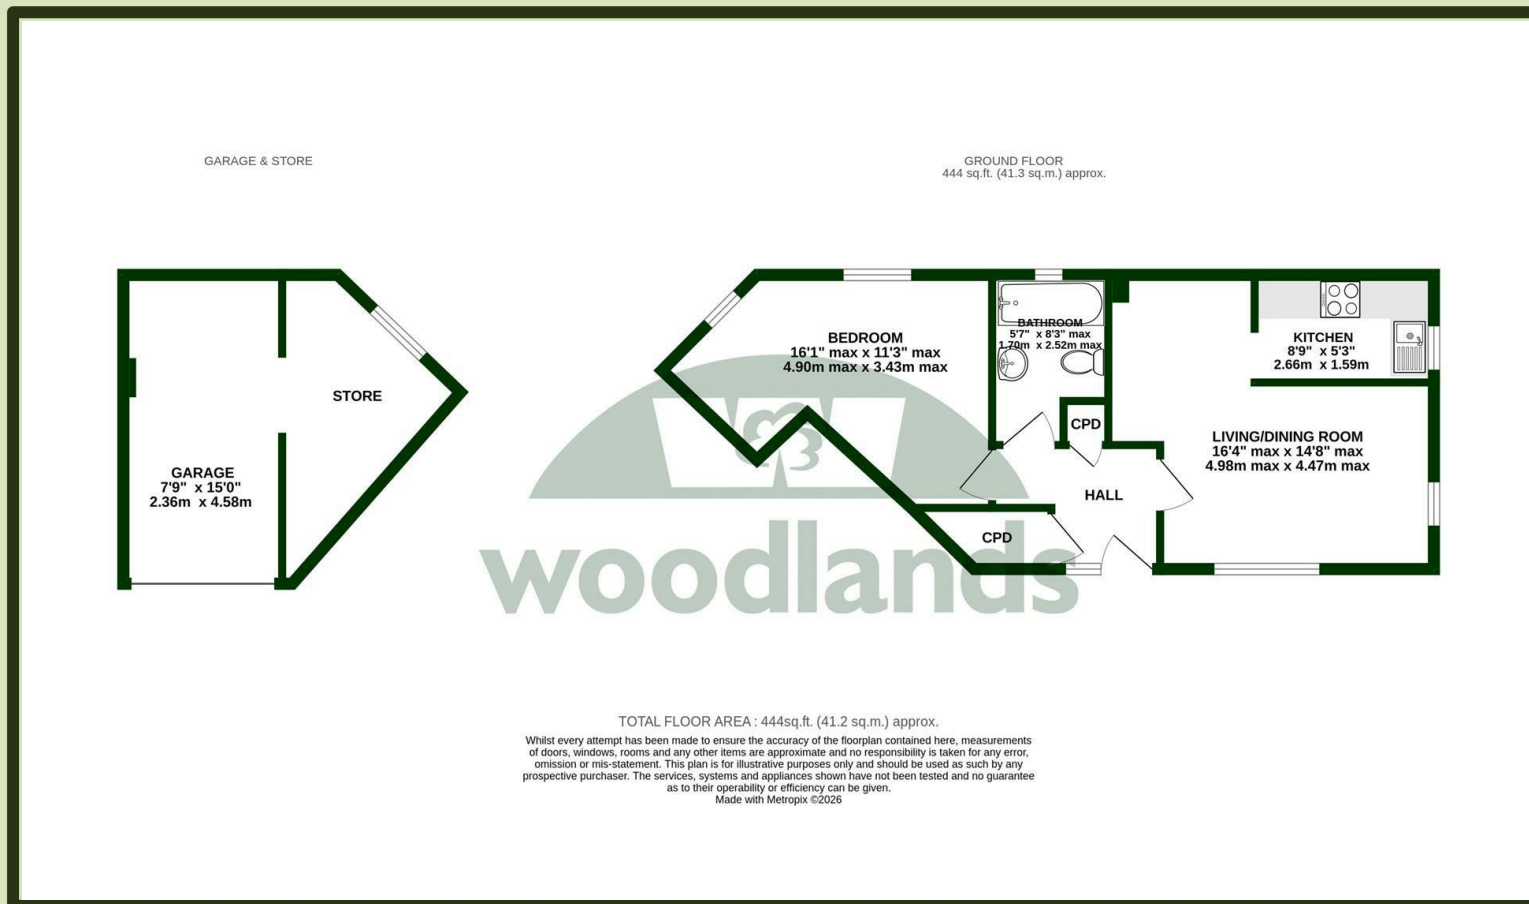 GARAGE & STORE
GROUND FLOOR
444 sq.ft. (41.3 sq.m.) approx.
GARAGE
7'9" x 15'0"
2.36m x 4.58m
STORE
BEDROOM
16'1" max x 11'3" max
4.90m max x 3.43m max
BATHROOM
5'7" x 8'3" max
1.70m x 2.52m max
KITCHEN
8'9" x 5'3"
2.66m x 1.59m
CPD
LIVING/DINING ROOM
16'4" max x 14'8" max
4.98m max x 4.47m max
HALL
CPD
woodlands
TOTAL FLOOR AREA : 444sq.ft. (41.2 sq.m.) approx.
Whilst every attempt has been made to ensure the accuracy of the floorplan contained here, measurements
of doors, windows, rooms and any other items are approximate and no responsibility is taken for any error,
omission or mis-statement. This plan is for illustrative purposes only and should be used as such by any
prospective purchaser. The services, systems and appliances shown have not been tested and no guarantee
as to their operability or efficiency can be given.
Made with Metropix ©2026